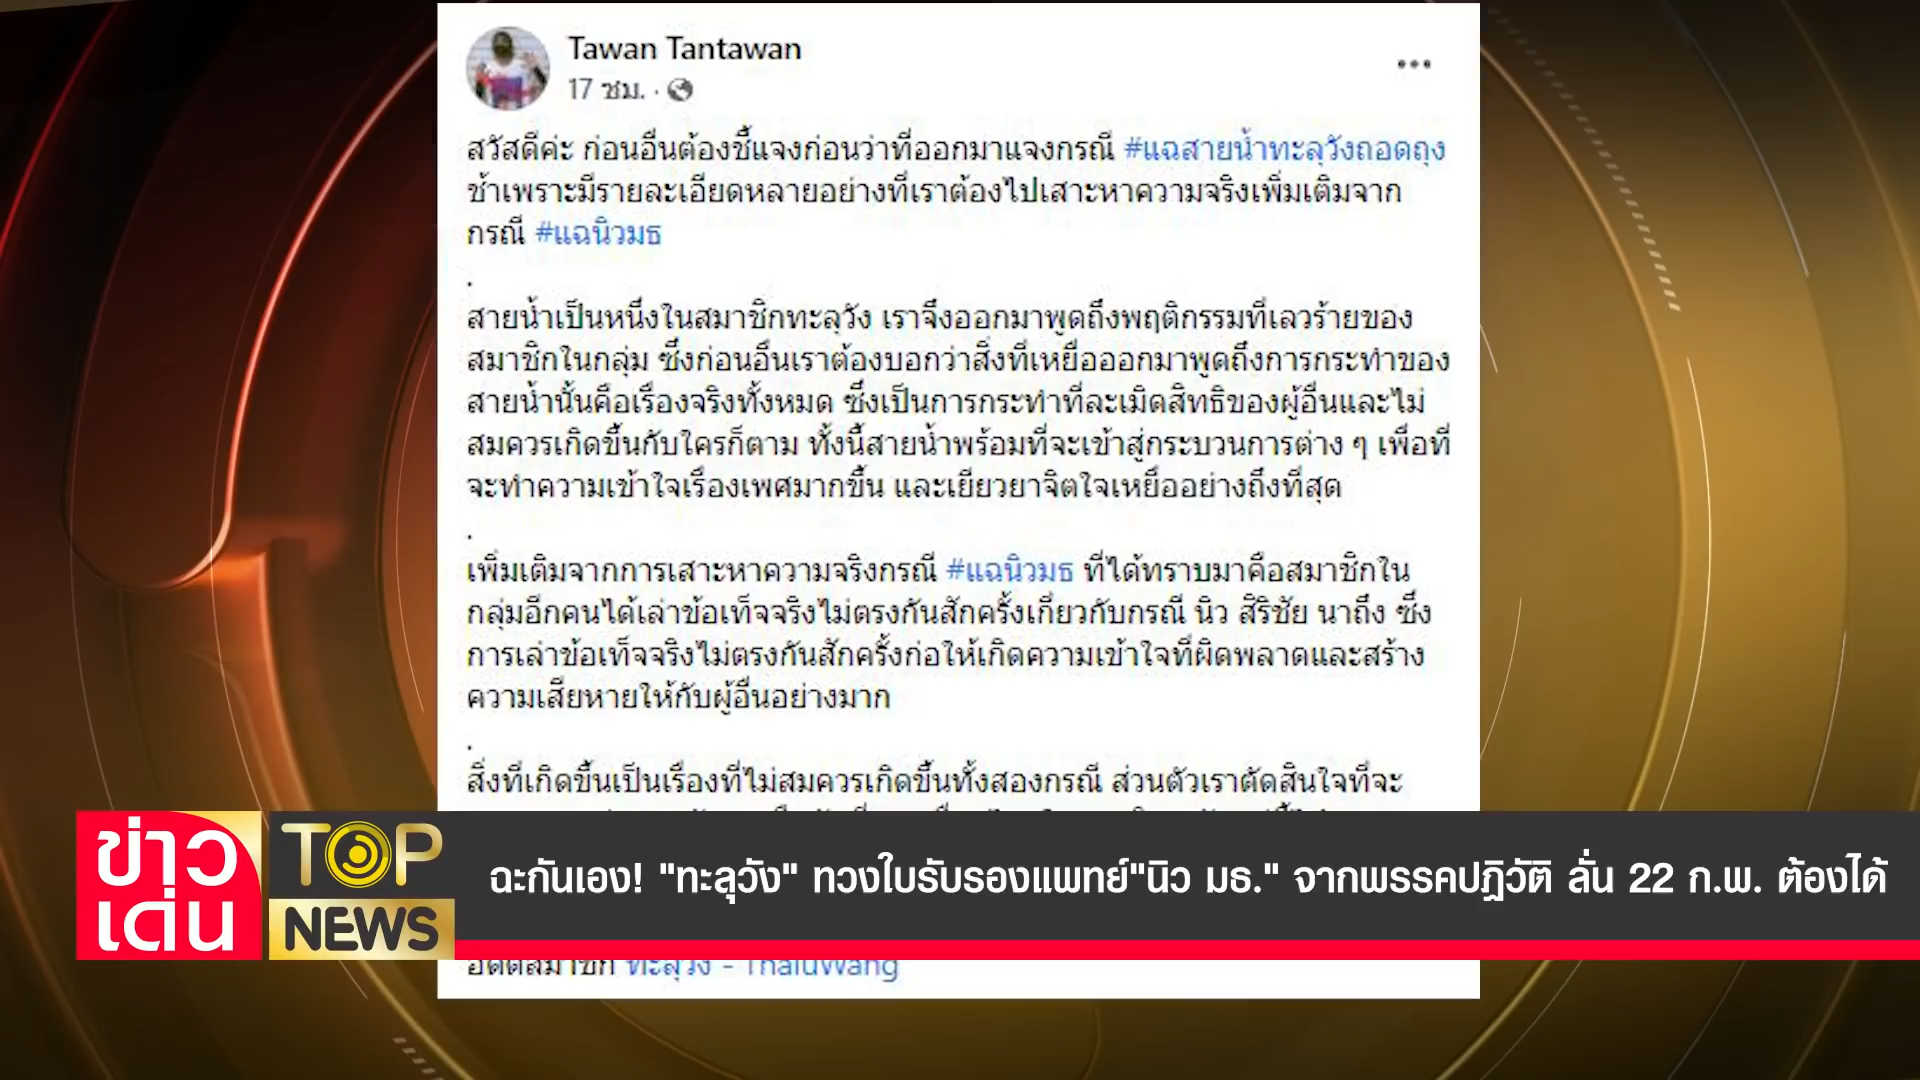 Tawan Tantawan
17 ชม. ·
สวัสดีค่ะ ก่อนอื่นต้องชี้แจงก่อนว่าที่ออกมาแจงกรณี #แฉสายน้ำทะลุวังถอดถุง
ช้าเพราะมีรายละเอียดหลายอย่างที่เราต้องไปเสาะหาความจริงเพิ่มเติมจาก
กรณี #แฉนิวมธ
.
สายน้ำเป็นหนึ่งในสมาชิกทะลุวัง เราจึงออกมาพูดถึงพฤติกรรมที่เลวร้ายของ
สมาชิกในกลุ่ม ซึ่งก่อนอื่นเราต้องบอกว่าสิ่งที่เหยื่อออกมาพูดถึงการกระทำของ
สายน้ำนั้นคือเรื่องจริงทั้งหมด ซึ่งเป็นการกระทำที่ละเมิดสิทธิของผู้อื่นและไม่
สมควรเกิดขึ้นกับใครก็ตาม ทั้งนี้สายน้ำพร้อมที่จะเข้าสู่กระบวนการต่าง ๆ เพื่อที่
จะทำความเข้าใจเรื่องเพศมากขึ้น และเยียวยาจิตใจเหยื่ออย่างถึงที่สุด
.
เพิ่มเติมจากการเสาะหาความจริงกรณี #แฉนิวมธ ที่ได้ทราบมาคือสมาชิกใน
กลุ่มอีกคนได้เล่าข้อเท็จจริงไม่ตรงกันสักครั้งเกี่ยวกับกรณี นิว สิริชัย นาถึง ซึ่ง
การเล่าข้อเท็จจริงไม่ตรงกันสักครั้งก่อให้เกิดความเข้าใจที่ผิดพลาดและสร้าง
ความเสียหายให้กับผู้อื่นอย่างมาก
.
สิ่งที่เกิดขึ้นเป็นเรื่องที่ไม่สมควรเกิดขึ้นทั้งสองกรณี ส่วนตัวเราตัดสินใจที่จะ
ข่าวเด่น
TOP NEWS
ฉะกันเอง! "ทะลุวัง" ทวงใบรับรองแพทย์"นิว มธ." จากพรรคปฏิวัติ ลั่น 22 ก.พ. ต้องได้
อดีตสมาชิก ทะลุวัง - ThaluWang